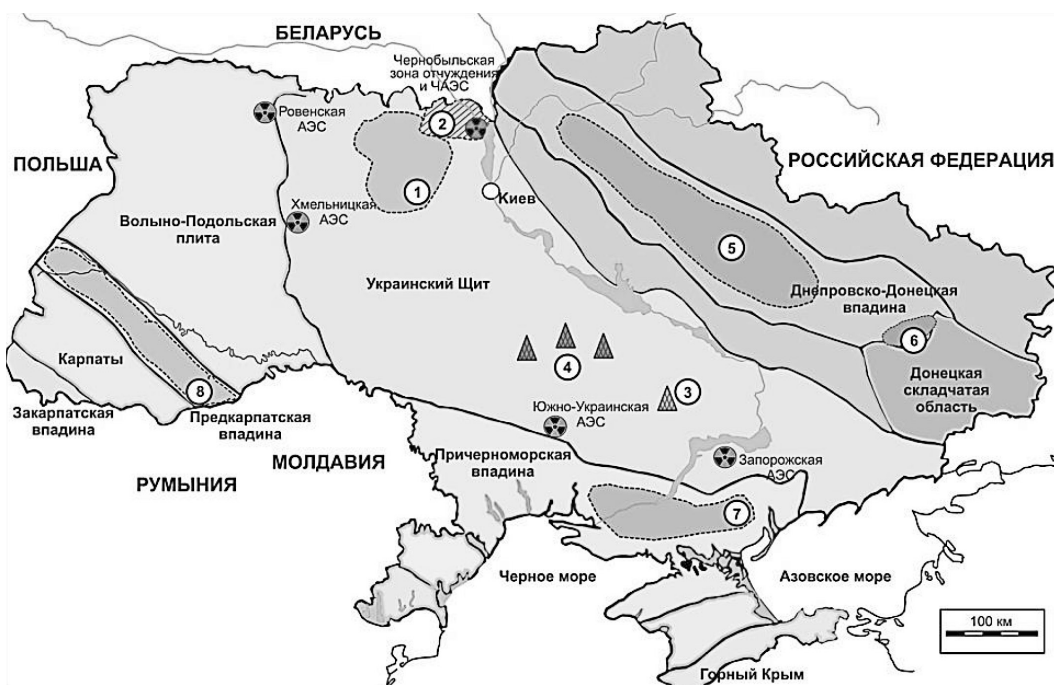 БЕЛАРУСЬ
Чернобыльская
зона отчуждения
и ЧАЭС
Ровенская
АЭС
2
ПОЛЬША
РОССИЙСКАЯ ФЕДЕРАЦИЯ
1
Киев
Хмельницкая
АЭС
Волыно-Подольская
плита
5
Украинский Щит
Днепровско-Донецкая
впадина
6
Карпаты
4
Донецкая
складчатая
область
8
3
Закарпатская
впадина
Предкарпатская
впадина
Южно-Украинская
АЭС
МОЛДАВИЯ
Причерноморская
впадина
Запорожская
АЭС
РУМЫНИЯ
7
Черное море
Азовское море
100 км
Горный Крым